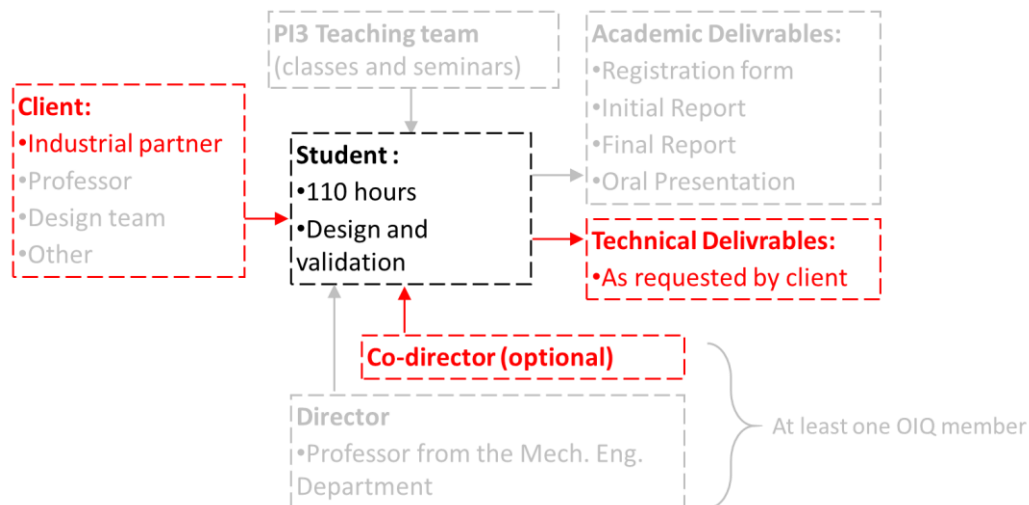 PI3 Teaching team
(classes and seminars)
Academic Delivrables:
•Registration form
•Initial Report
•Final Report
•Oral Presentation
Client:
•Industrial partner
•Professor
•Design team
•Other
Student :
•110 hours
•Design and
validation
Technical Delivrables:
•As requested by client
Co-director (optional)
Director
•Professor from the Mech. Eng.
Department
At least one OIQ member